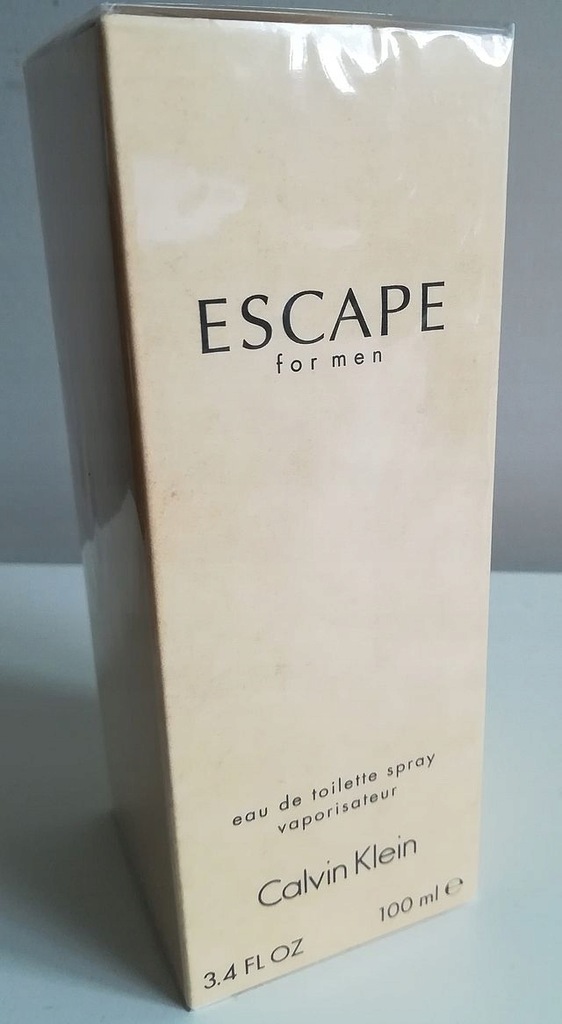 ESCAPE
for men
eau de toilette spray
vaporisateur
Calvin Klein
3.4 FL OZ 100 ml ℮